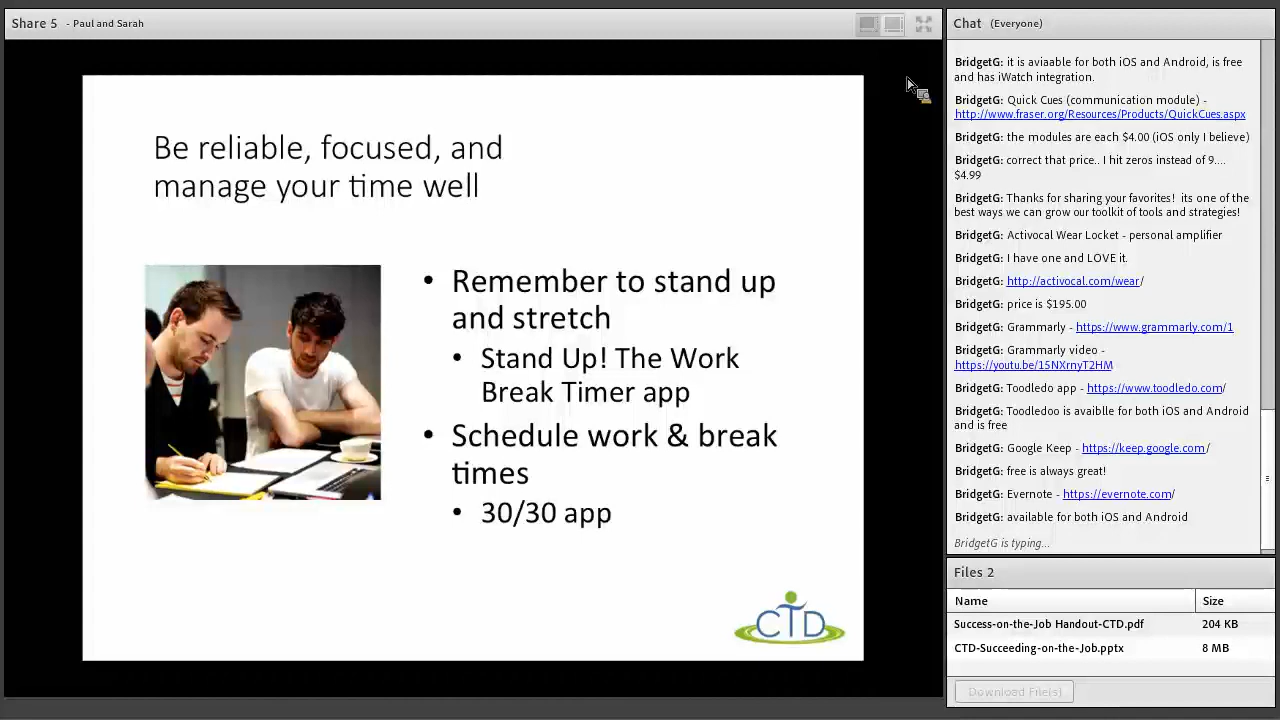 Share 5 - Paul and Sarah
Be reliable, focused, and
manage your time well
• Remember to stand up
and stretch
• Stand Up! The Work
Break Timer app
• Schedule work & break
times
• 30/30 app
CTD
Chat (Everyone)
BridgetG: it is aviaable for both iOS and Android, is free
and has iWatch integration.
BridgetG: Quick Cues (communication module) -
http://www.fraser.org/Resources/Products/QuickCues.aspx
BridgetG: the modules are each $4.00 (iOS only I believe)
BridgetG: correct that price.. I hit zeros instead of 9....
$4.99
BridgetG: Thanks for sharing your favorites! its one of the
best ways we can grow our toolkit of tools and strategies!
BridgetG: Activocal Wear Locket - personal amplifier
BridgetG: I have one and LOVE it.
BridgetG: http://activocal.com/wear/
BridgetG: price is $195.00
BridgetG: Grammarly - https://www.grammarly.com/1
BridgetG: Grammarly video -
https://youtu.be/15NXrnyT2HM
BridgetG: Toodledo app - https://www.toodledo.com/
BridgetG: Toodledoo is avaiblle for both iOS and Android
and is free
BridgetG: Google Keep - https://keep.google.com/
BridgetG: free is always great!
BridgetG: Evernote - https://evernote.com/
BridgetG: available for both iOS and Android
BridgetG is typing...
Files 2
Name Size
Success-on-the-Job Handout-CTD.pdf 204 KB
CTD-Succeeding-on-the-Job.pptx 8 MB
Download File(s)